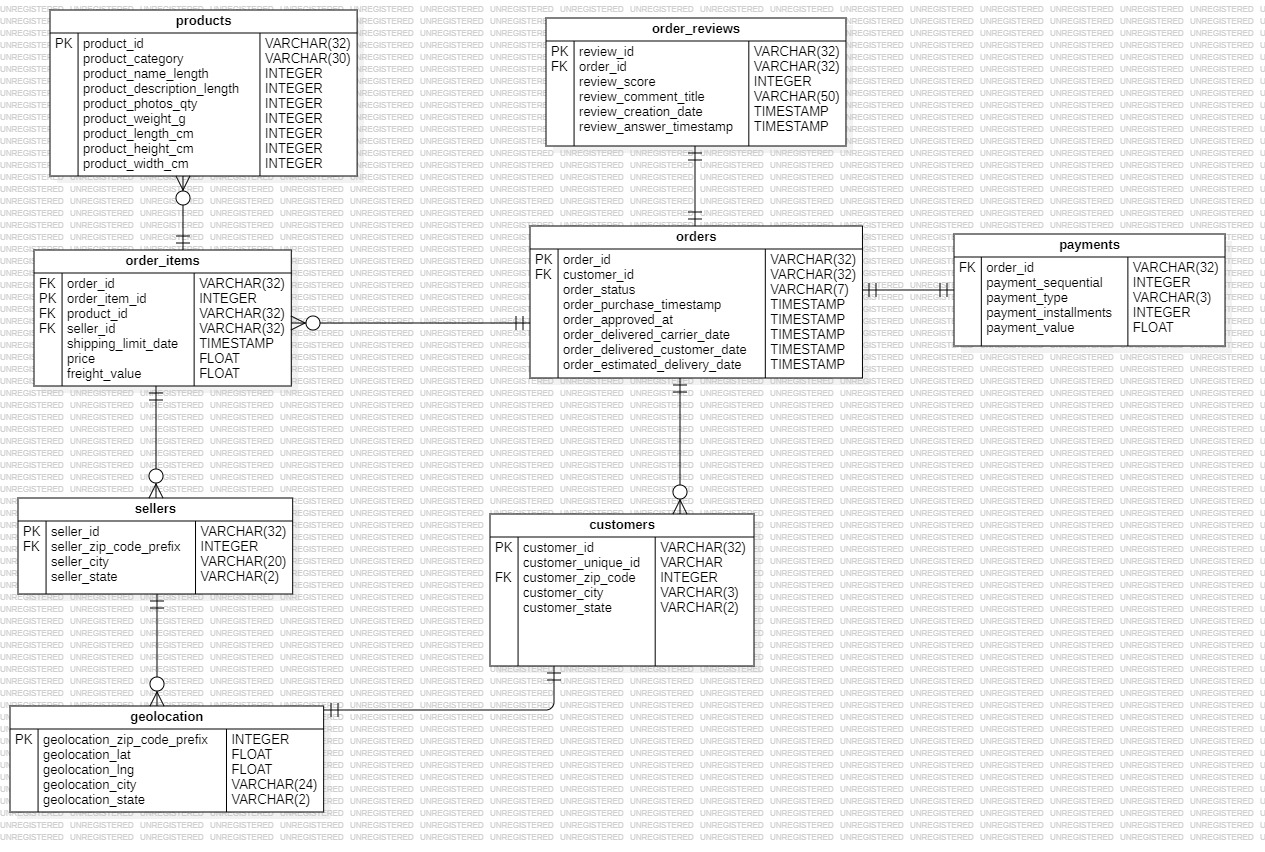 products
PK product_id VARCHAR(32)
product_category VARCHAR(30)
product_name_length INTEGER
product_description_length INTEGER
product_photos_qty INTEGER
product_weight_g INTEGER
product_length_cm INTEGER
product_height_cm INTEGER
product_width_cm INTEGER
order_reviews
PK review_id VARCHAR(32)
FK order_id VARCHAR(32)
review_score INTEGER
review_comment_title VARCHAR(50)
review_creation_date TIMESTAMP
review_answer_timestamp TIMESTAMP
order_items
FK order_id VARCHAR(32)
PK order_item_id INTEGER
FK product_id VARCHAR(32)
FK seller_id VARCHAR(32)
shipping_limit_date TIMESTAMP
price FLOAT
freight_value FLOAT
orders
PK order_id VARCHAR(32)
FK customer_id VARCHAR(32)
order_status VARCHAR(7)
order_purchase_timestamp TIMESTAMP
order_approved_at TIMESTAMP
order_delivered_carrier_date TIMESTAMP
order_delivered_customer_date TIMESTAMP
order_estimated_delivery_date TIMESTAMP
payments
FK order_id VARCHAR(32)
payment_sequential INTEGER
payment_type VARCHAR(3)
payment_installments INTEGER
payment_value FLOAT
sellers
PK seller_id VARCHAR(32)
FK seller_zip_code_prefix INTEGER
seller_city VARCHAR(20)
seller_state VARCHAR(2)
customers
PK customer_id VARCHAR(32)
customer_unique_id VARCHAR
FK customer_zip_code INTEGER
customer_city VARCHAR(3)
customer_state VARCHAR(2)
geolocation
PK geolocation_zip_code_prefix INTEGER
geolocation_lat FLOAT
geolocation_lng FLOAT
geolocation_city VARCHAR(24)
geolocation_state VARCHAR(2)
UNREGISTERED